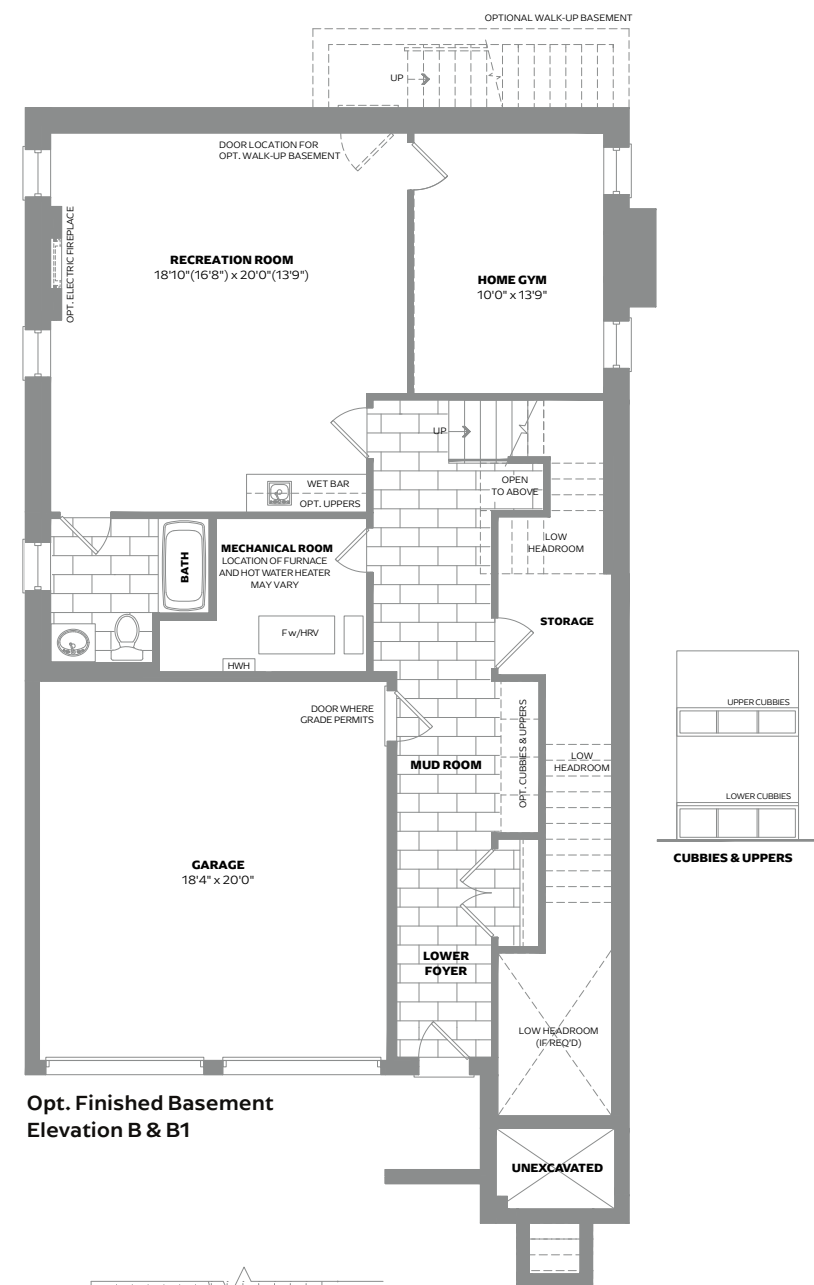 OPTIONAL WALK-UP BASEMENT
UP
DOOR LOCATION FOR
OPT. WALK-UP BASEMENT
OPT. ELECTRIC FIREPLACE
RECREATION ROOM
18'10"(16'8") x 20'0"(13'9")
HOME GYM
10'0" x 13'9"
UP
WET BAR
OPT. UPPERS
OPEN
TO ABOVE
LOW
HEADROOM
BATH
MECHANICAL ROOM
LOCATION OF FURNACE
AND HOT WATER HEATER
MAY VARY
STORAGE
Fw/HRV
HWH
DOOR WHERE
GRADE PERMITS
OPT. CUBBIES & UPPERS
MUD ROOM
LOW
HEADROOM
UPPER CUBBIES
LOWER CUBBIES
CUBBIES & UPPERS
GARAGE
18'4" x 20'0"
LOWER
FOYER
LOW HEADROOM
(IF REQ'D)
Opt. Finished Basement
Elevation B & B1
UNEXCAVATED